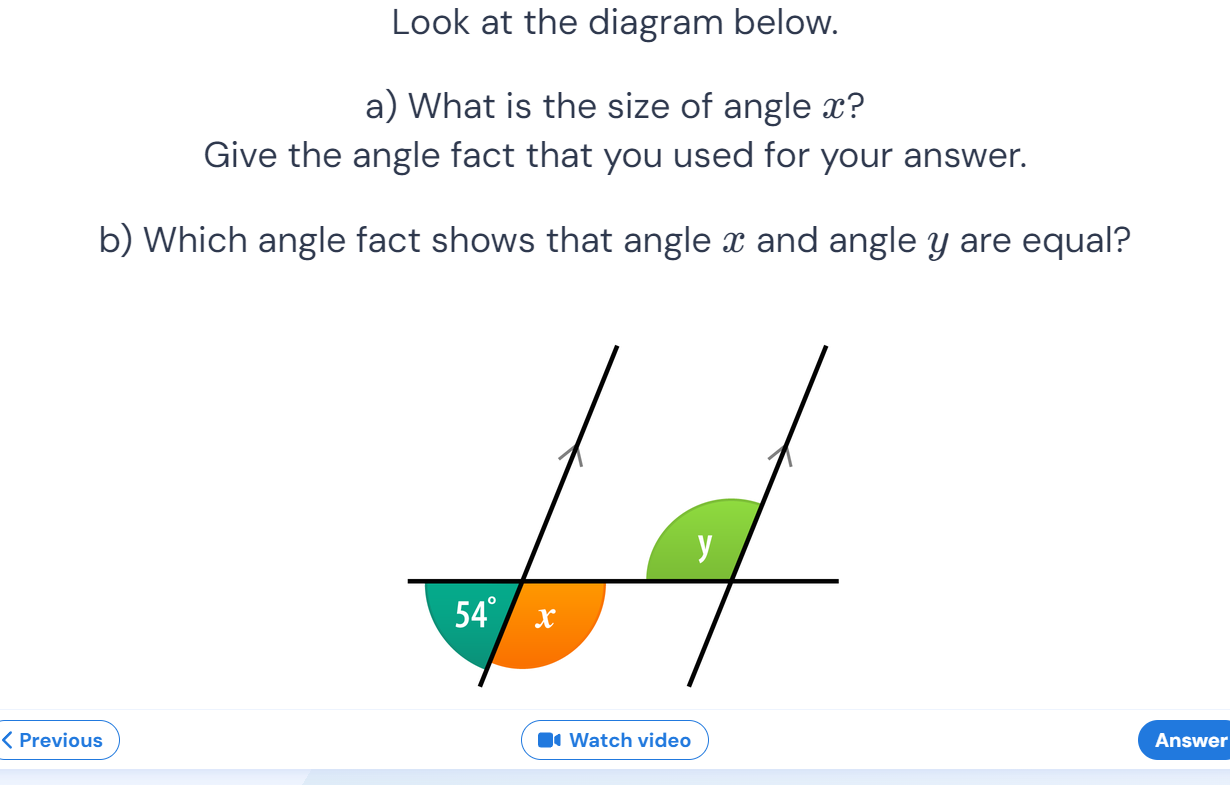 Look at the diagram below.
a) What is the size of angle x?
Give the angle fact that you used for your answer.
b) Which angle fact shows that angle x and angle y are equal?
y
54° x
Previous
Watch video
Answer